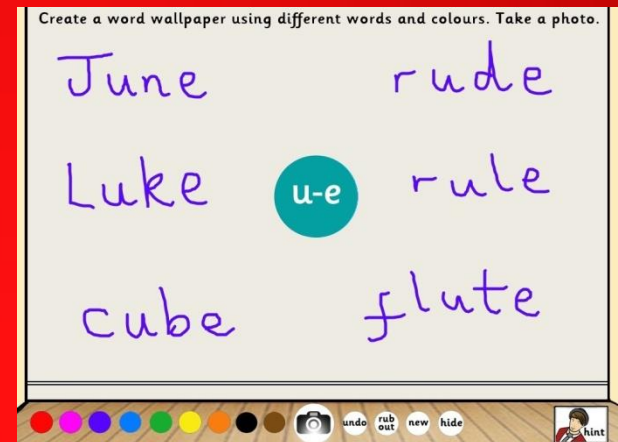 Create a word wallpaper using different words and colours. Take a photo.
June rude
Luke u-e rule
cube flute
undo rub out new hide hint